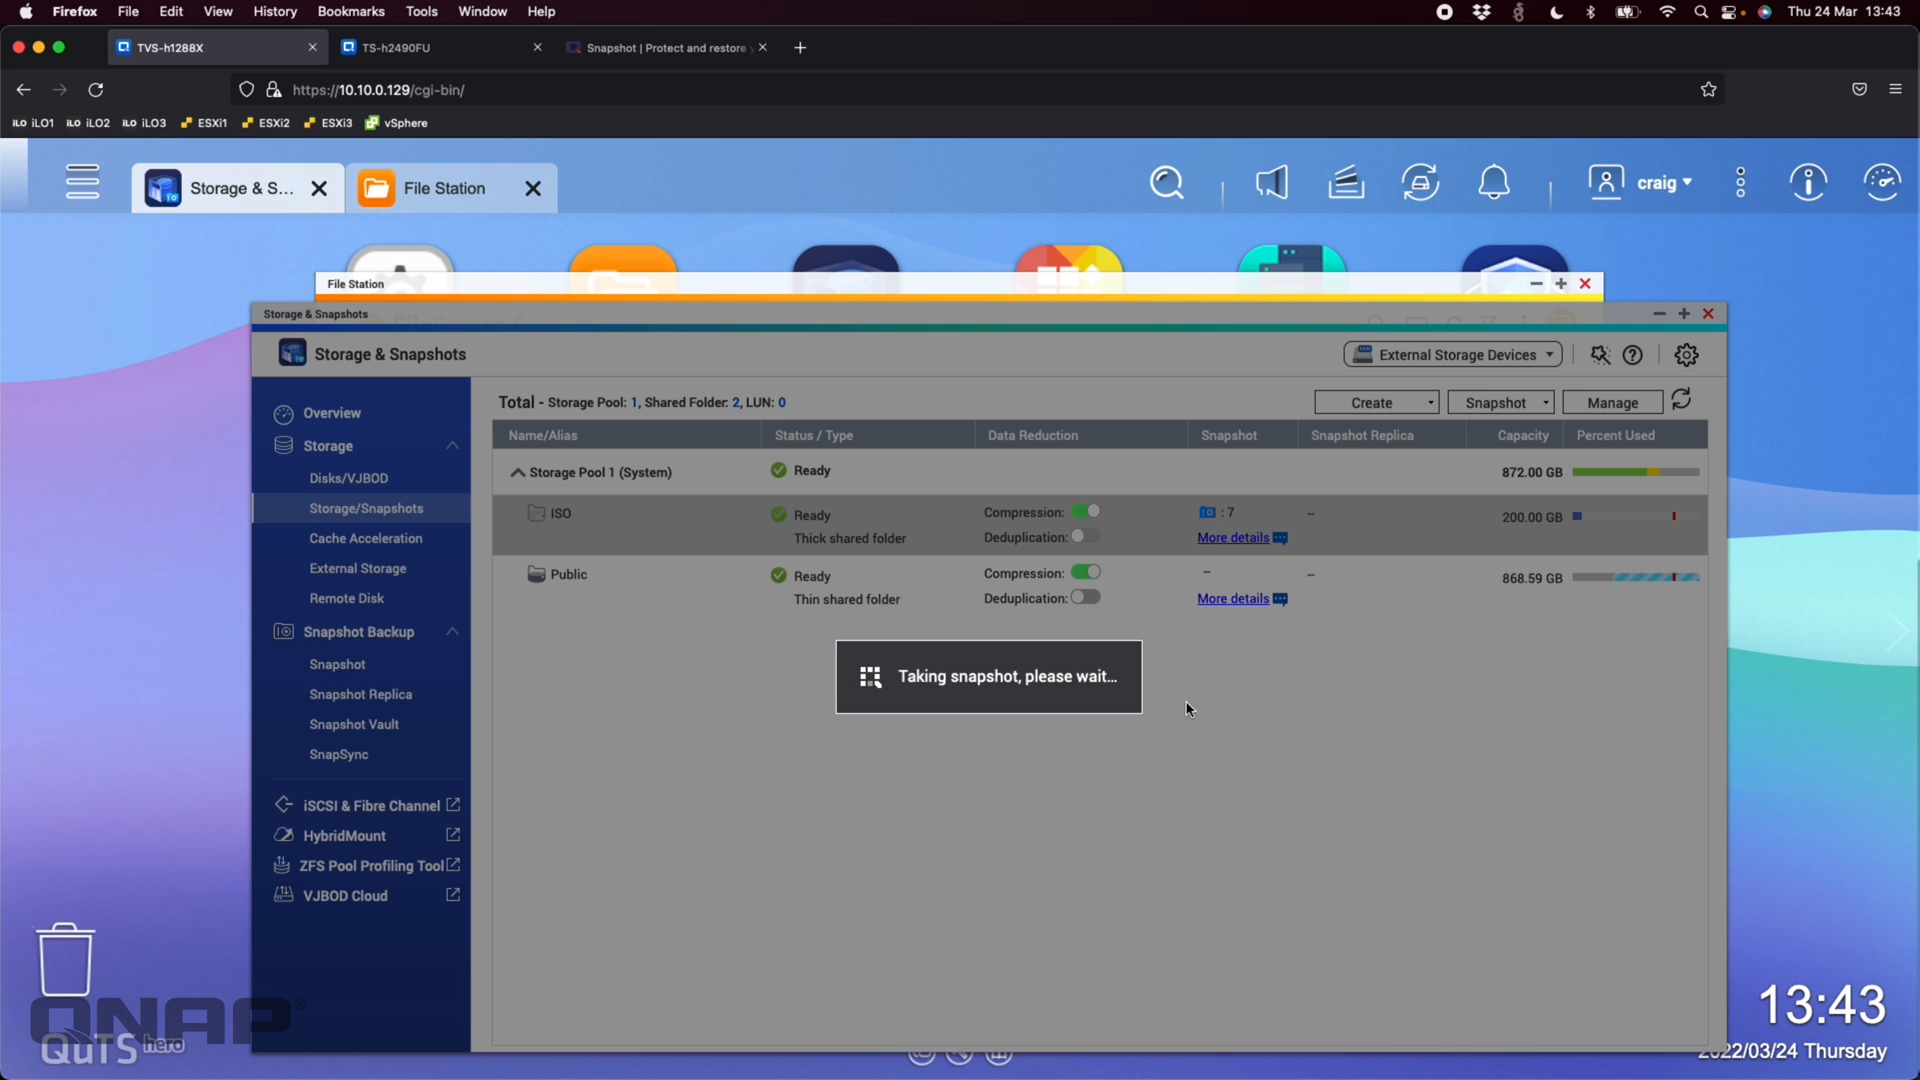 Firefox File Edit View History Bookmarks Tools Window Help Thu 24 Mar 13:43
TVS-h1288X TS-h2490FU Snapshot | Protect and restore
https://10.10.0.129/cgi-bin/
iLO iLO1 iLO iLO2 iLO iLO3 ESXi1 ESXi2 ESXi3 vSphere
Storage & S... File Station craig
File Station
Storage & Snapshots
Storage & Snapshots External Storage Devices
Total - Storage Pool: 1, Shared Folder: 2, LUN: 0 Create Snapshot Manage
Name/Alias Status / Type Data Reduction Snapshot Snapshot Replica Capacity Percent Used
Storage Pool 1 (System) Ready 872.00 GB
ISO Ready Compression: : 7 -- 200.00 GB
Thick shared folder Deduplication: More details
Public Ready Compression: -- -- 868.59 GB
Thin shared folder Deduplication: More details
Taking snapshot, please wait...
Overview
Storage
Disks/VJBOD
Storage/Snapshots
Cache Acceleration
External Storage
Remote Disk
Snapshot Backup
Snapshot
Snapshot Replica
Snapshot Vault
SnapSync
iSCSI & Fibre Channel
HybridMount
ZFS Pool Profiling Tool
VJBOD Cloud
QNAP
QuTS hero
13:43
2022/03/24 Thursday